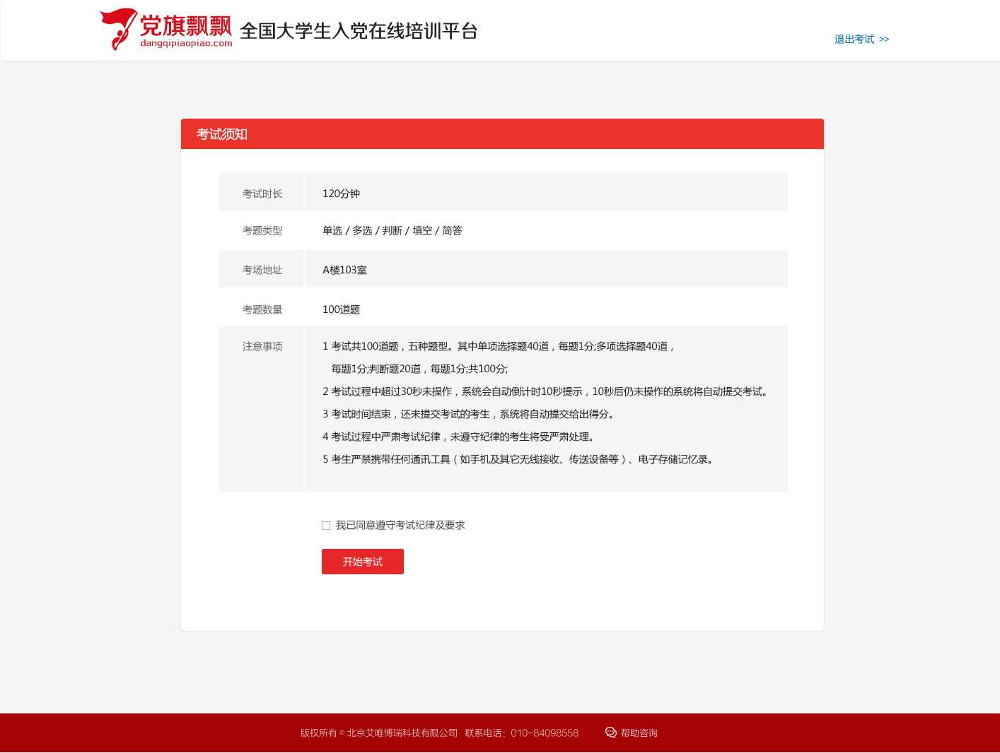 党旗飘飘
dangqipiaopiao.com
全国大学生入党在线培训平台
退出考试 >>
考试须知
考试时长 120分钟
考题类型 单选 / 多选 / 判断 / 填空 / 简答
考场地址 A楼103室
考题数量 100道题
注意事项 1 考试共100道题，五种题型。其中单项选择题40道，每题1分;多项选择题40道，
每题1分;判断题20道，每题1分;共100分;
2 考试过程中超过30秒未操作，系统会自动倒计时10秒提示，10秒后仍未操作的系统将自动提交考试。
3 考试时间结束，还未提交考试的考生，系统将自动提交给出得分。
4 考试过程中严肃考试纪律，未遵守纪律的考生将受严肃处理。
5 考生严禁携带任何通讯工具（如手机及其它无线接收、传送设备等）、电子存储记忆录。
我已同意遵守考试纪律及要求
开始考试
版权所有 © 北京艾唯博瑞科技有限公司 联系电话：010-84098558 帮助咨询